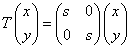 T(x y) = (s 0 0 s)(x y)